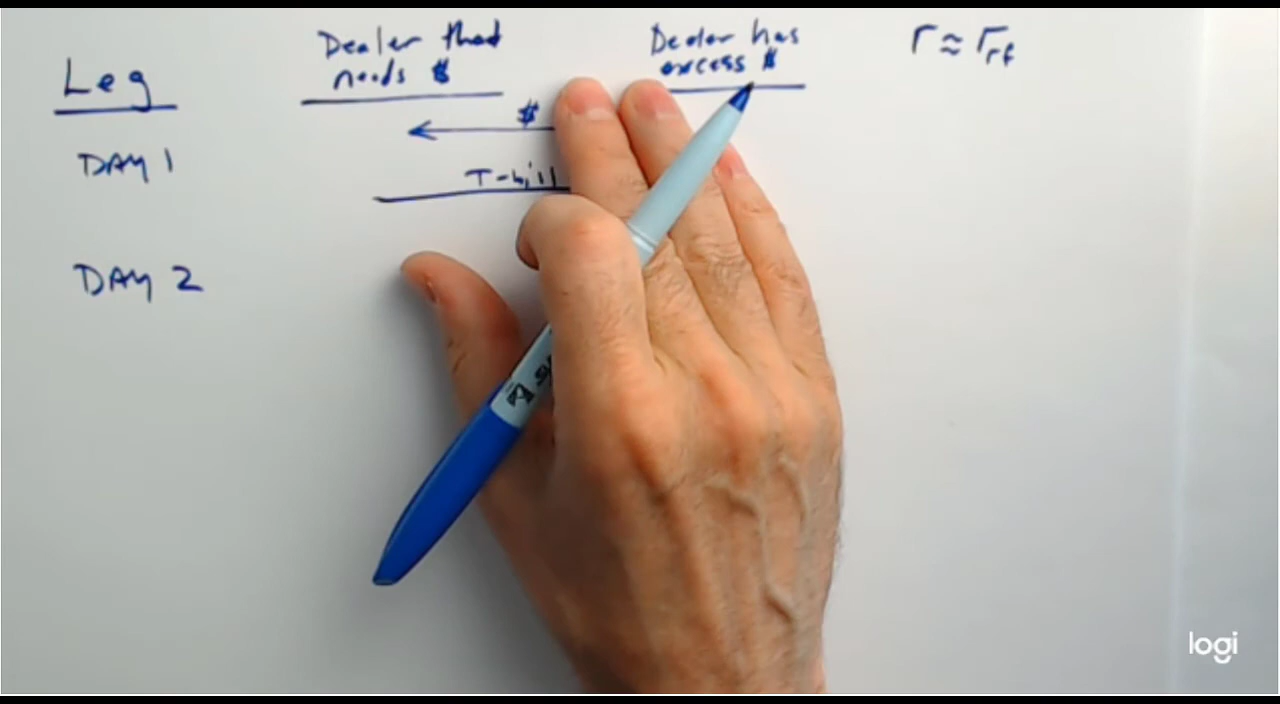 Leg
Dealer that
needs $
Dealer has
excess $
r ≈ rrf
$
DAY 1
T-bill
DAY 2
logi